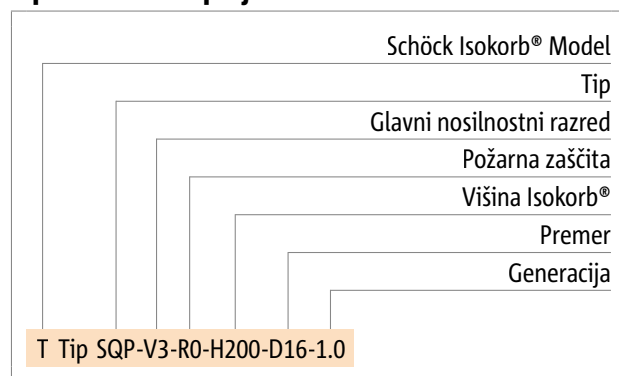 Schöck Isokorb® Model
Tip
Glavni nosilnostni razred
Požarna zaščita
Višina Isokorb®
Premer
Generacija
T Tip SQP-V3-R0-H200-D16-1.0